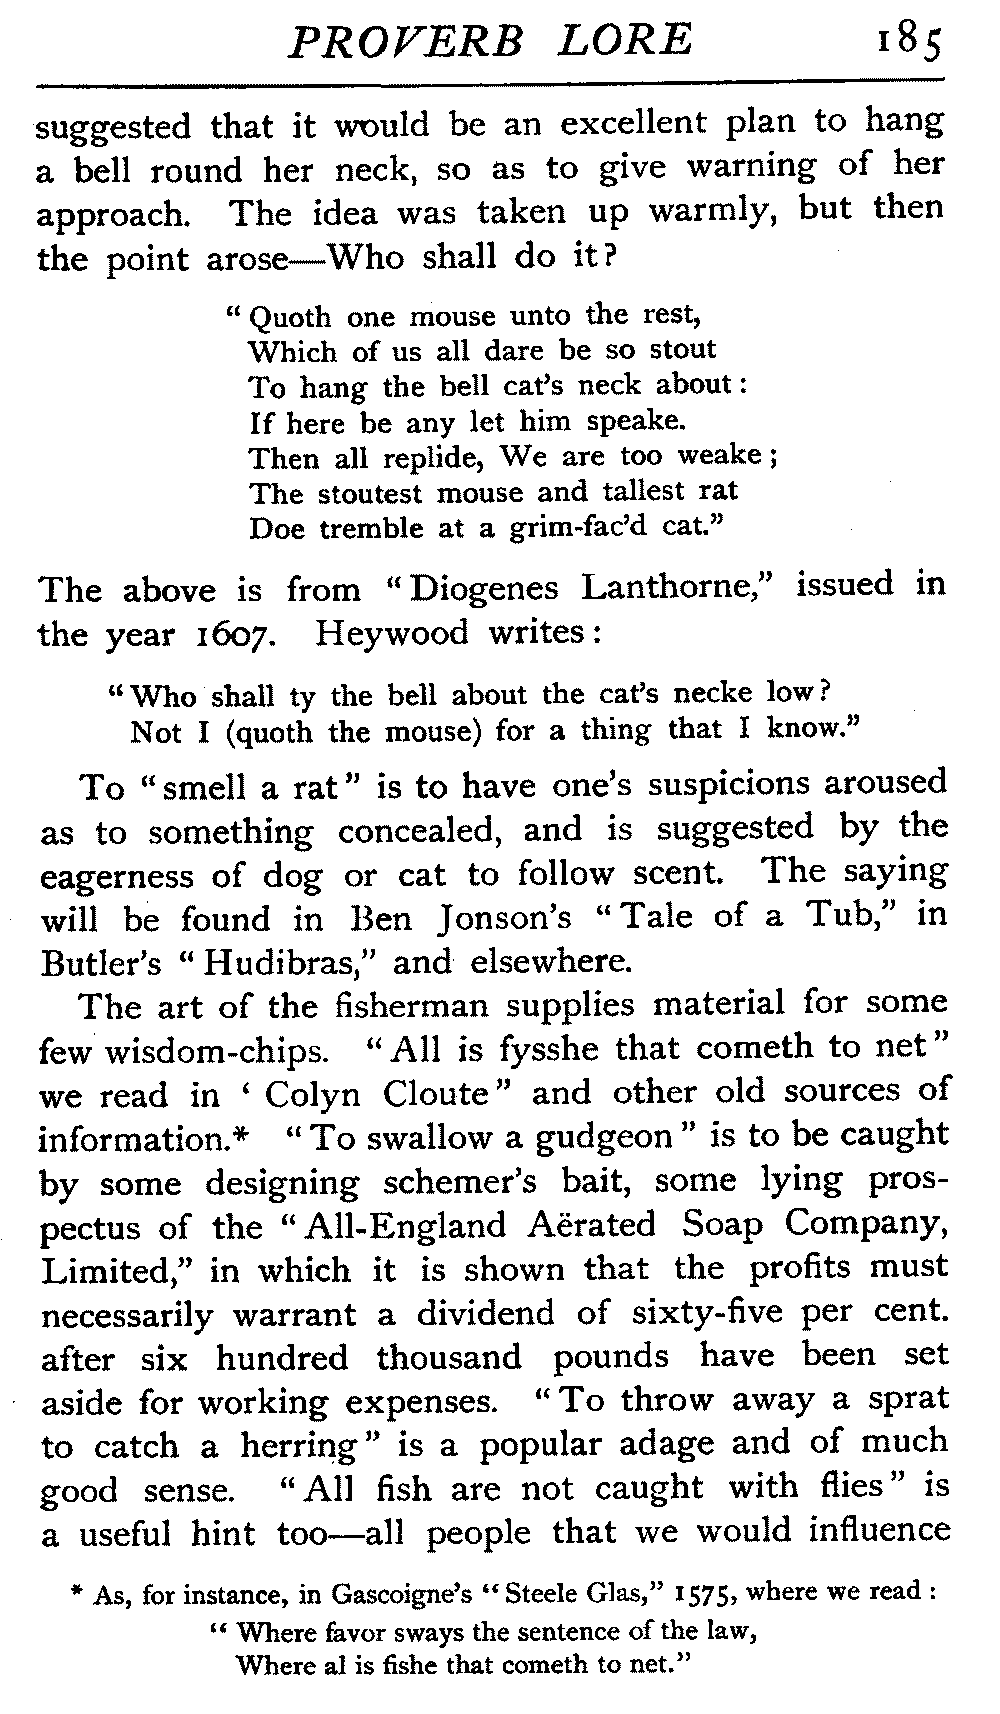 PROVERB LORE 185
suggested that it would be an excellent plan to hang
a bell round her neck, so as to give warning of her
approach. The idea was taken up warmly, but then
the point arose—Who shall do it?
“ Quoth one mouse unto the rest,
Which of us all dare be so stout
To hang the bell cat’s neck about :
If here be any let him speake.
Then all replide, We are too weake ;
The stoutest mouse and tallest rat
Doe tremble at a grim-fac’d cat.”
The above is from “ Diogenes Lanthorne,” issued in
the year 1607. Heywood writes :
“ Who shall ty the bell about the cat’s necke low ?
Not I (quoth the mouse) for a thing that I know.”
To “ smell a rat ” is to have one’s suspicions aroused
as to something concealed, and is suggested by the
eagerness of dog or cat to follow scent. The saying
will be found in Ben Jonson’s “ Tale of a Tub,” in
Butler’s “ Hudibras,” and elsewhere.
The art of the fisherman supplies material for some
few wisdom-chips. “ All is fysshe that cometh to net ”
we read in ‘ Colyn Cloute ” and other old sources of
information.* “ To swallow a gudgeon ” is to be caught
by some designing schemer’s bait, some lying pros-
pectus of the “ All-England Aërated Soap Company,
Limited,” in which it is shown that the profits must
necessarily warrant a dividend of sixty-five per cent.
after six hundred thousand pounds have been set
aside for working expenses. “ To throw away a sprat
to catch a herring ” is a popular adage and of much
good sense. “ All fish are not caught with flies ” is
a useful hint too—all people that we would influence
* As, for instance, in Gascoigne’s “ Steele Glas,” 1575, where we read :
“ Where favor sways the sentence of the law,
Where al is fishe that cometh to net.”